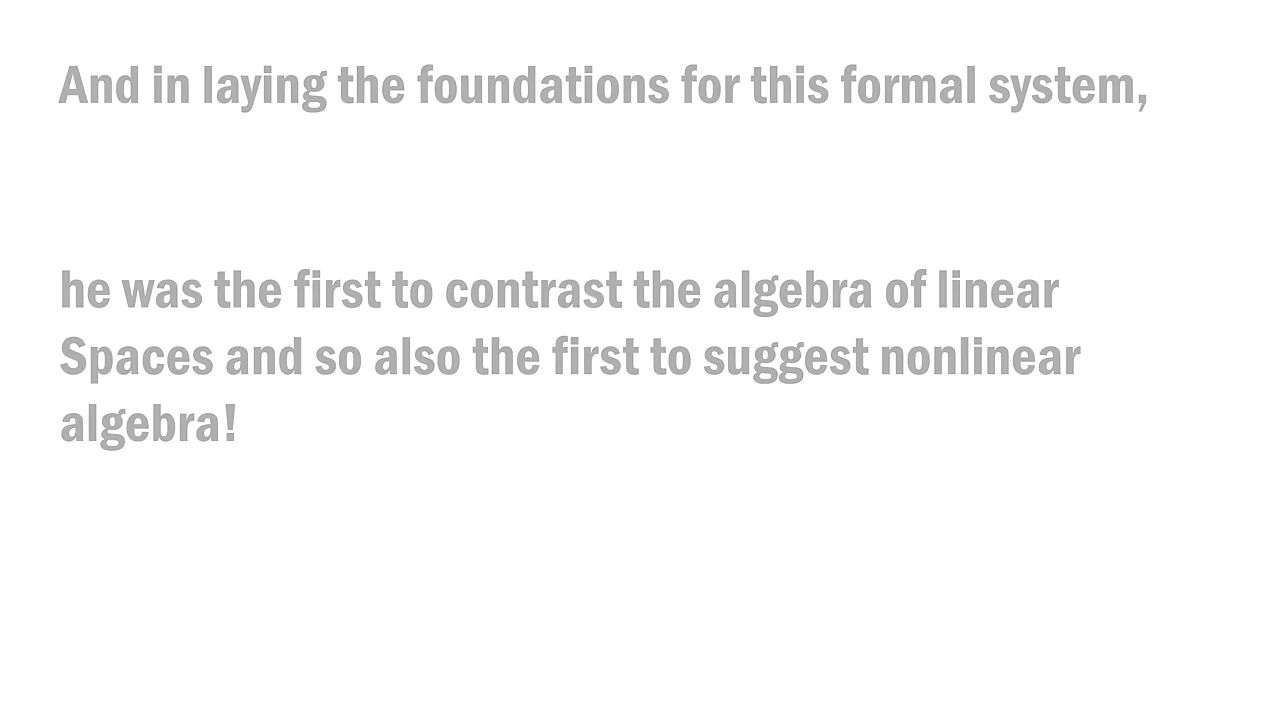 And in laying the foundations for this formal system,
he was the first to contrast the algebra of linear
Spaces and so also the first to suggest nonlinear
algebra!